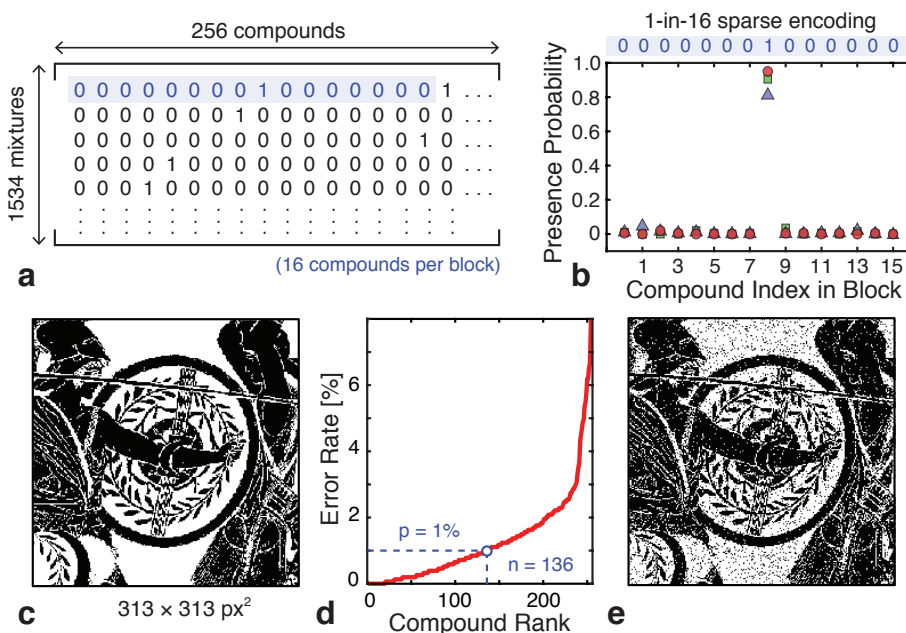 256 compounds
1534 mixtures
0 0 0 0 0 0 0 0 1 0 0 0 0 0 0 0 1 . . .
0 0 0 0 0 0 0 1 0 0 0 0 0 0 0 0 0 . . .
0 0 0 0 0 0 0 0 0 0 0 0 0 0 0 1 0 . . .
0 0 0 0 1 0 0 0 0 0 0 0 0 0 0 0 0 . . .
0 0 0 1 0 0 0 0 0 0 0 0 0 0 0 0 0 . . .
(16 compounds per block)
a
1-in-16 sparse encoding
0 0 0 0 0 0 0 0 1 0 0 0 0 0 0 0
Presence Probability
1.0
0.8
0.6
0.4
0.2
0
1 3 5 7 9 11 13 15
b Compound Index in Block
c
313 × 313 px²
Error Rate [%]
6
4
2
0
p = 1%
n = 136
0 100 200
d Compound Rank
e